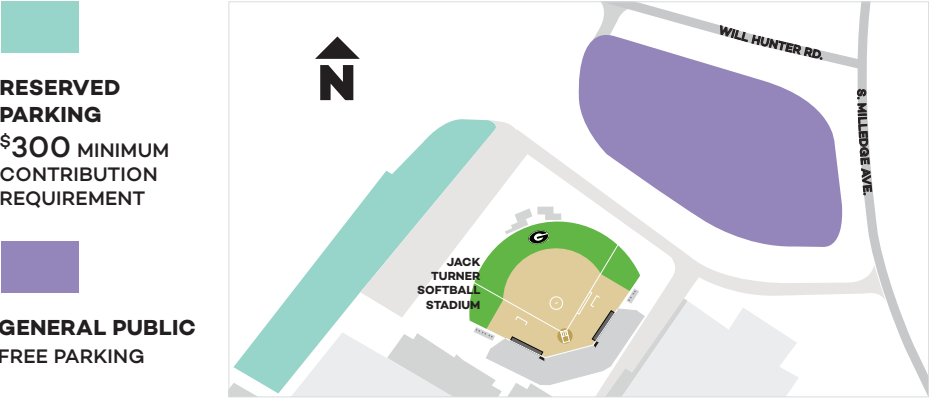 RESERVED
PARKING
$300 MINIMUM
CONTRIBUTION
REQUIREMENT
GENERAL PUBLIC
FREE PARKING
N
WILL HUNTER RD.
S. MILLEDGE AVE.
G
JACK
TURNER
SOFTBALL
STADIUM